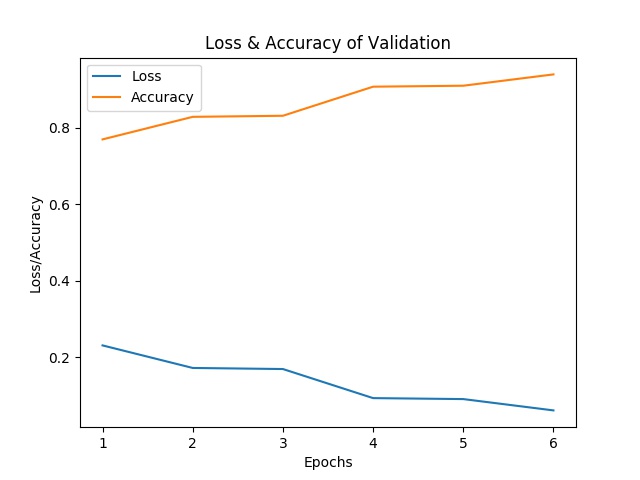 Loss & Accuracy of Validation
Loss
Accuracy
Loss/Accuracy
0.8
0.6
0.4
0.2
1 2 3 4 5 6
Epochs